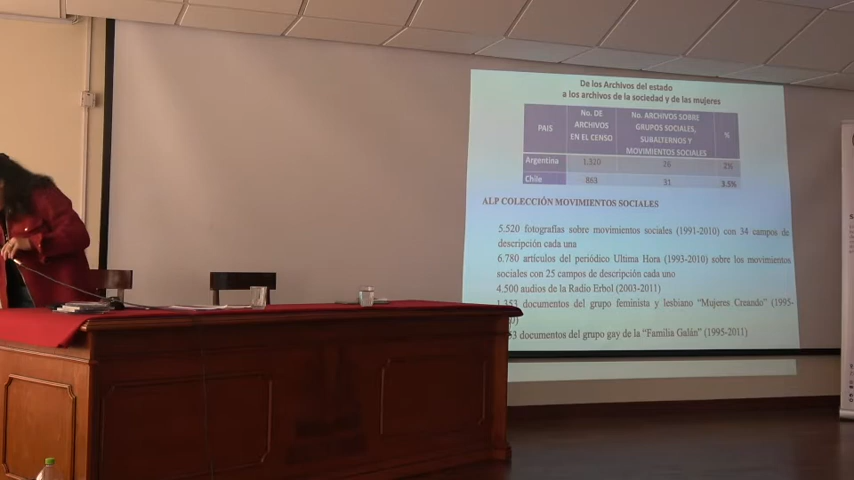 De los Archivos del estado
a los archivos de la sociedad y de las mujeres
PAIS
No. DE
ARCHIVOS
EN EL CENSO
No. ARCHIVOS SOBRE
GRUPOS SOCIALES,
SUBALTERNOS Y
MOVIMIENTOS SOCIALES
%
Argentina 1.320 26 2%
Chile 863 31 3.5%
ALP COLECCIÓN MOVIMIENTOS SOCIALES
5.520 fotografías sobre movimientos sociales (1991-2010) con 34 campos de
descripción cada una
6.780 artículos del periódico Ultima Hora (1993-2010) sobre los movimientos
sociales con 25 campos de descripción cada uno
4.500 audios de la Radio Erbol (2003-2011)
1.353 documentos del grupo feminista y lesbiano "Mujeres Creando" (1995-
documentos del grupo gay de la "Familia Galán" (1995-2011)